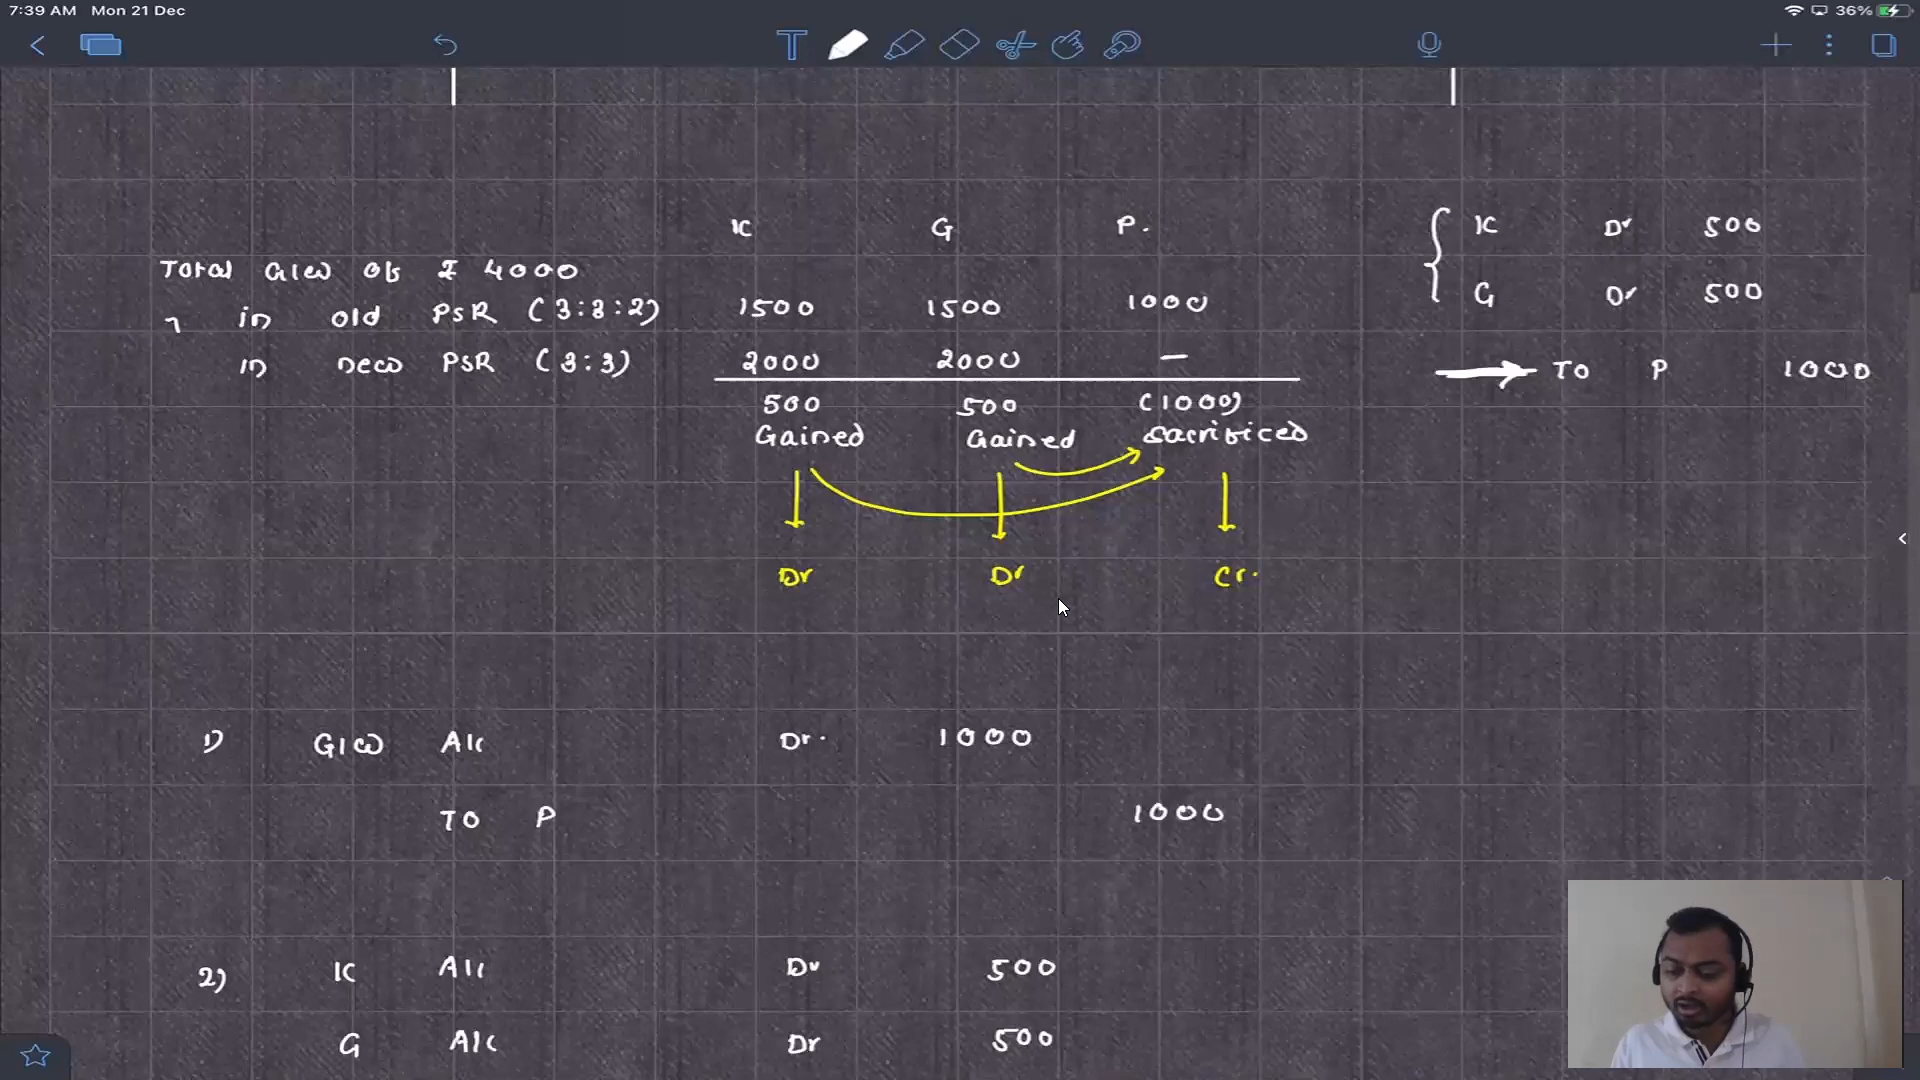 7:39 AM Mon 21 Dec
36%
T
K G P.
Total G/w of ₹ 4000
in old PSR (3:3:2) 1500 1500 1000
in new PSR (3:3) 2000 2000 —
500 500 (1000)
Gained Gained Sacrificed
Dr Dr Cr.
K Dr 500
G Dr 500
To P 1000
1) G/w A/c Dr. 1000
To P 1000
2) K A/c Dr 500
G A/c Dr 500